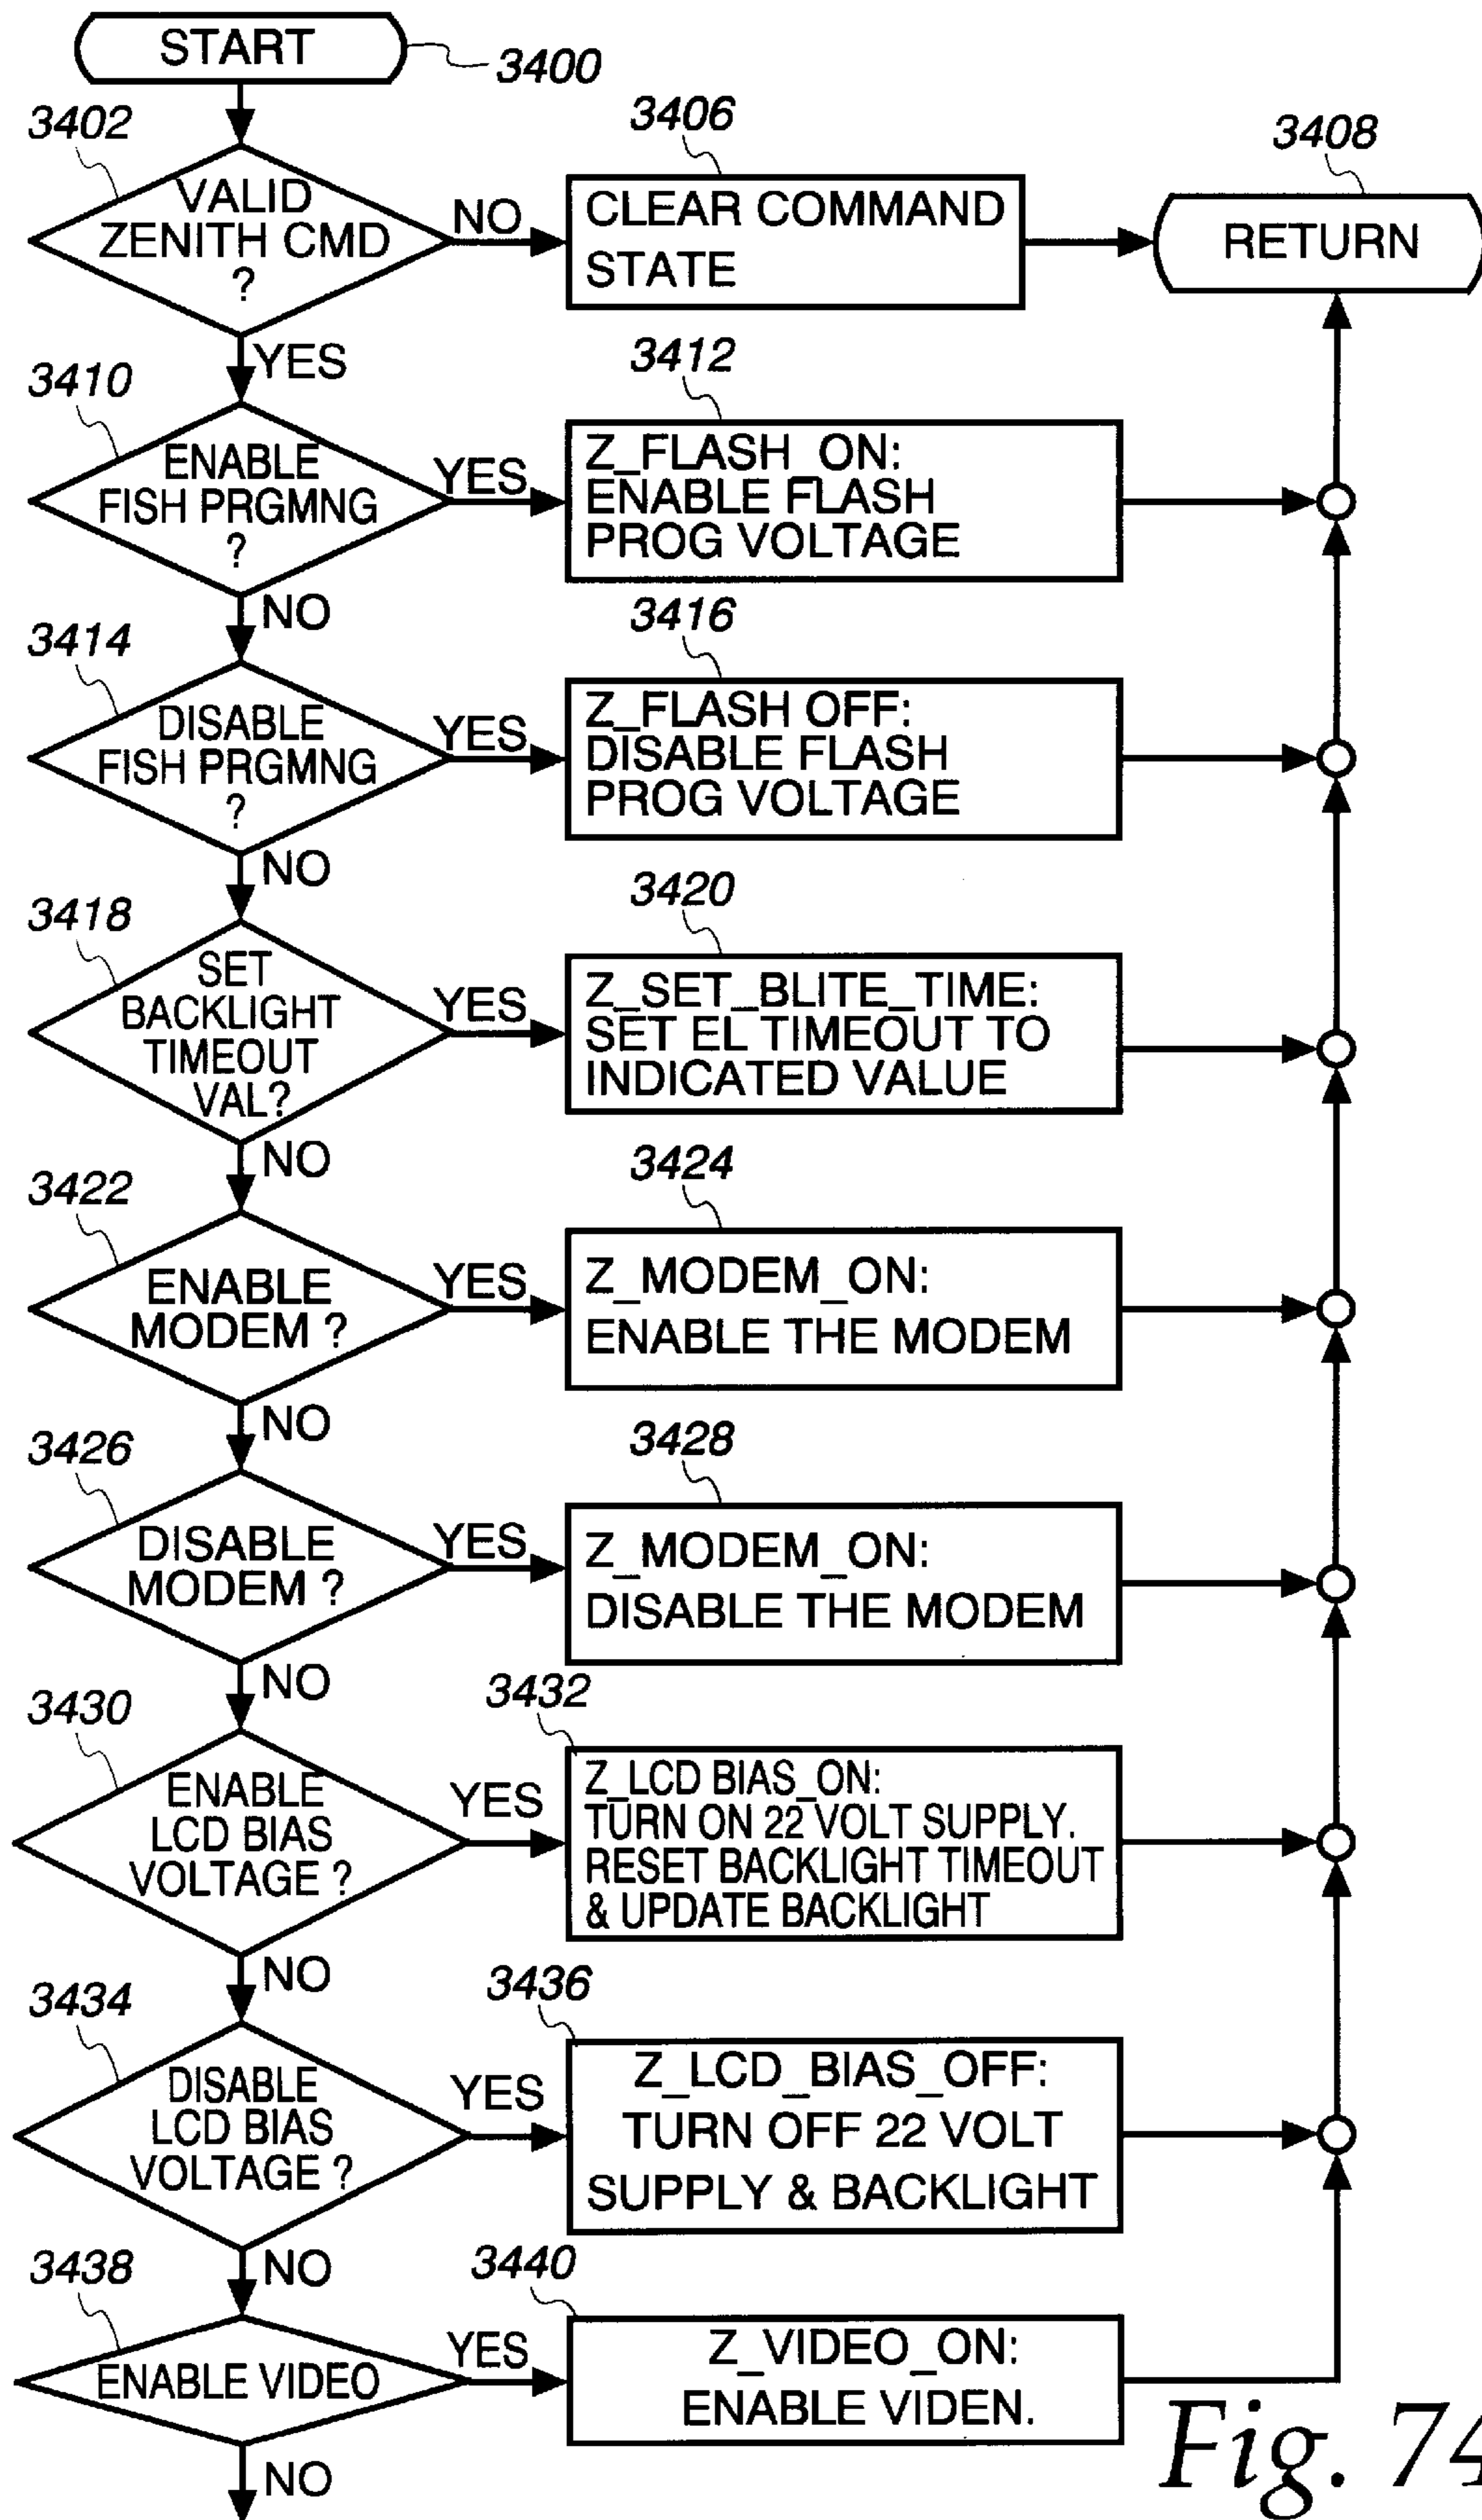 START
3400
3402
VALID
ZENITH CMD
?
NO
3406
CLEAR COMMAND
STATE
3408
RETURN
YES
3410
ENABLE
FISH PRGMNG
?
YES
3412
Z_FLASH_ON:
ENABLE FLASH
PROG VOLTAGE
NO
3414
DISABLE
FISH PRGMNG
?
YES
3416
Z_FLASH OFF:
DISABLE FLASH
PROG VOLTAGE
NO
3418
SET
BACKLIGHT
TIMEOUT
VAL?
YES
3420
Z_SET_BLITE_TIME:
SET EL TIMEOUT TO
INDICATED VALUE
NO
3422
ENABLE
MODEM ?
YES
3424
Z_MODEM_ON:
ENABLE THE MODEM
NO
3426
DISABLE
MODEM ?
YES
3428
Z_MODEM_ON:
DISABLE THE MODEM
NO
3430
ENABLE
LCD BIAS
VOLTAGE ?
YES
3432
Z_LCD BIAS_ON:
TURN ON 22 VOLT SUPPLY.
RESET BACKLIGHT TIMEOUT
& UPDATE BACKLIGHT
NO
3434
DISABLE
LCD BIAS
VOLTAGE ?
YES
3436
Z_LCD_BIAS_OFF:
TURN OFF 22 VOLT
SUPPLY & BACKLIGHT
NO
3438
ENABLE VIDEO
YES
3440
Z_VIDEO_ON:
ENABLE VIDEN.
NO
Fig. 74